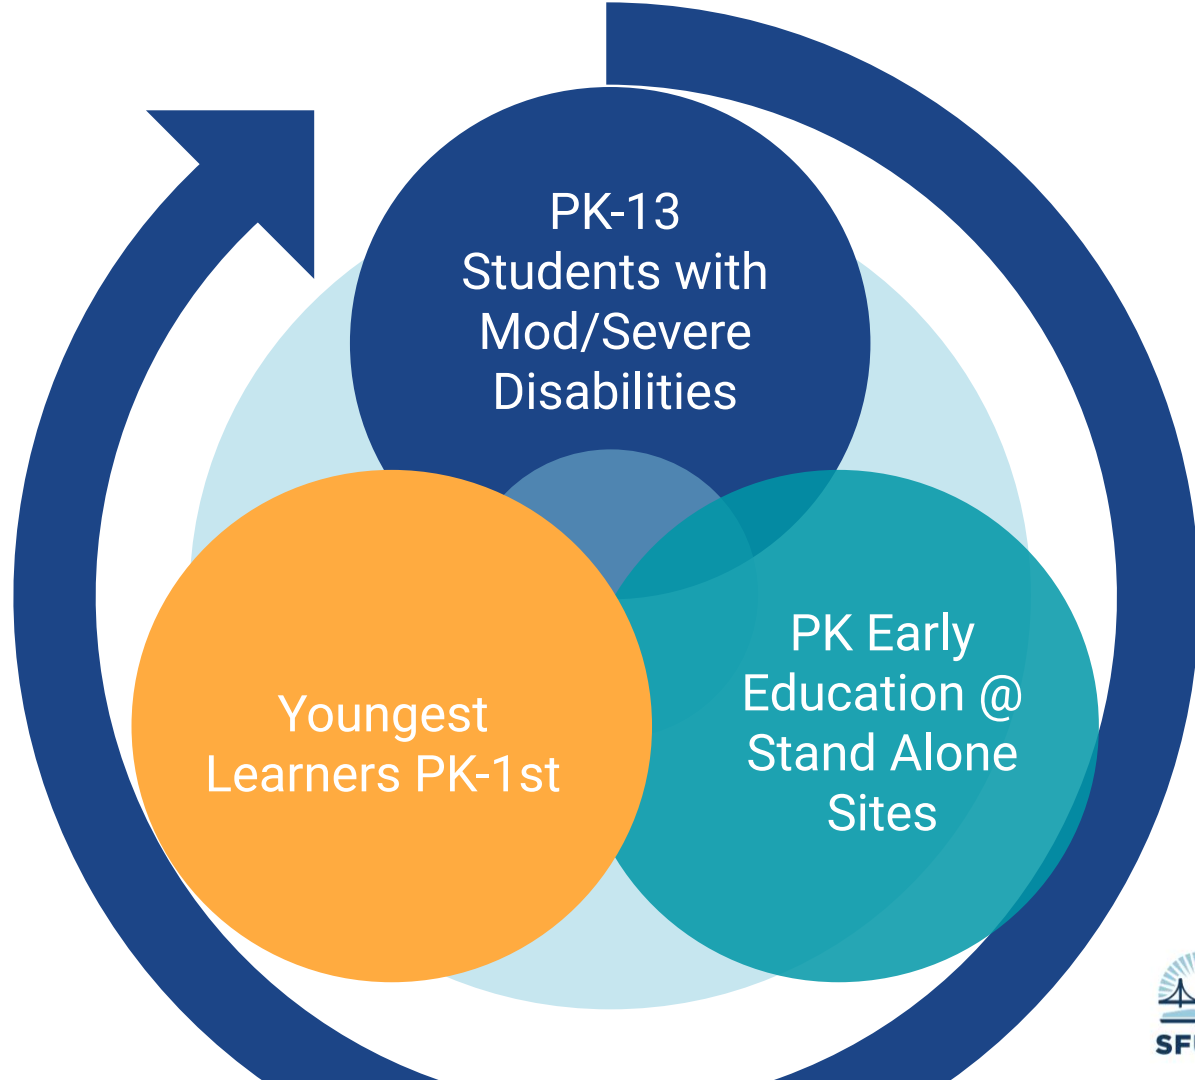 PK-13
Students with
Mod/Severe
Disabilities
Youngest
Learners PK-1st
PK Early
Education @
Stand Alone
Sites